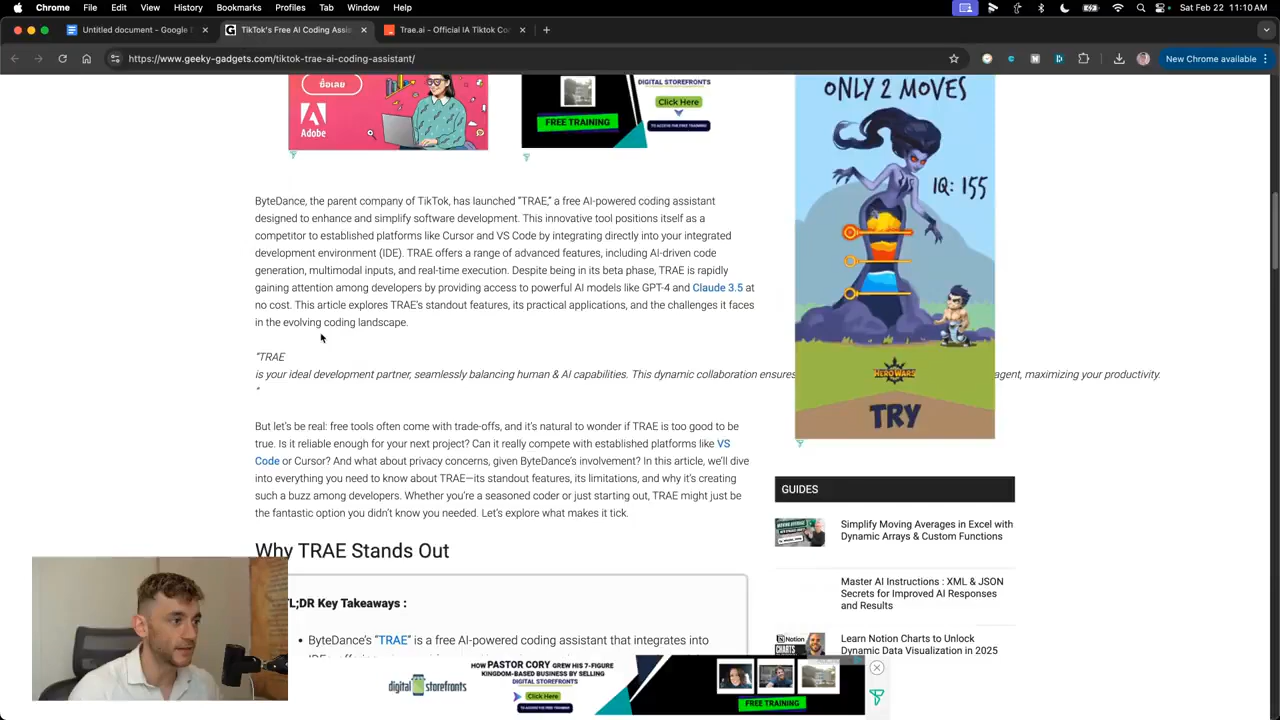 Chrome File Edit View History Bookmarks Profiles Tab Window Help Sat Feb 22 11:10 AM
Untitled document - Google TikTok's Free AI Coding Assis Trae.ai - Official IA Tiktok Co
https://www.geeky-gadgets.com/tiktok-trae-ai-coding-assistant/ New Chrome available
Adobe
DIGITAL STOREFRONTS
Click Here
FREE TRAINING
ONLY 2 MOVES
IQ: 155
HERO WARS
TRY
ByteDance, the parent company of TikTok, has launched “TRAE,” a free AI-powered coding assistant
designed to enhance and simplify software development. This innovative tool positions itself as a
competitor to established platforms like Cursor and VS Code by integrating directly into your integrated
development environment (IDE). TRAE offers a range of advanced features, including AI-driven code
generation, multimodal inputs, and real-time execution. Despite being in its beta phase, TRAE is rapidly
gaining attention among developers by providing access to powerful AI models like GPT-4 and Claude 3.5 at
no cost. This article explores TRAE’s standout features, its practical applications, and the challenges it faces
in the evolving coding landscape.
“TRAE
is your ideal development partner, seamlessly balancing human & AI capabilities. This dynamic collaboration ensures agent, maximizing your productivity.
“
But let’s be real: free tools often come with trade-offs, and it’s natural to wonder if TRAE is too good to be
true. Is it reliable enough for your next project? Can it really compete with established platforms like VS
Code or Cursor? And what about privacy concerns, given ByteDance’s involvement? In this article, we’ll dive
into everything you need to know about TRAE—its standout features, its limitations, and why it’s creating
such a buzz among developers. Whether you’re a seasoned coder or just starting out, TRAE might just be
the fantastic option you didn’t know you needed. Let’s explore what makes it tick.
Why TRAE Stands Out
L;DR Key Takeaways :
• ByteDance’s “TRAE” is a free AI-powered coding assistant that integrates into
GUIDES
Simplify Moving Averages in Excel with
Dynamic Arrays & Custom Functions
Master AI Instructions : XML & JSON
Secrets for Improved AI Responses
and Results
Notion
CHARTS
Learn Notion Charts to Unlock
Dynamic Data Visualization in 2025
digital storefronts
HOW PASTOR CORY GREW HIS 7-FIGURE
KINGDOM-BASED BUSINESS BY SELLING
DIGITAL STOREFRONTS
Click Here
TO ACCESS FOR FREE TRAINING!
FREE TRAINING